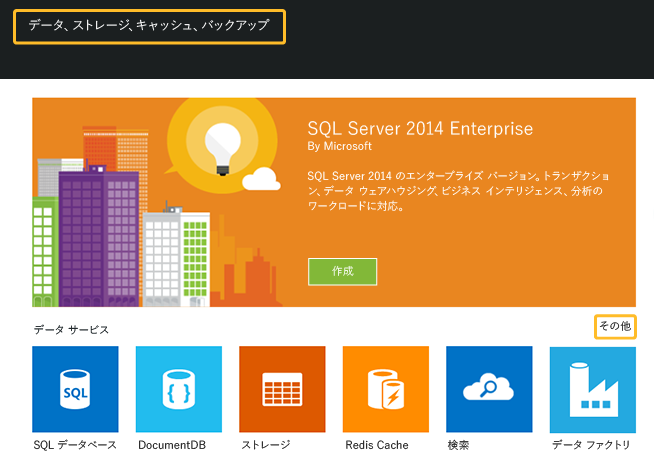 データ、ストレージ、キャッシュ、バックアップ
SQL Server 2014 Enterprise
By Microsoft
SQL Server 2014 のエンタープライズ バージョン。トランザクショ
ン、データ ウェアハウジング、ビジネス インテリジェンス、分析の
ワークロードに対応。
作成
データ サービス
その他
SQL
{ }
SQL データベース
DocumentDB
ストレージ
Redis Cache
検索
データ ファクトリ